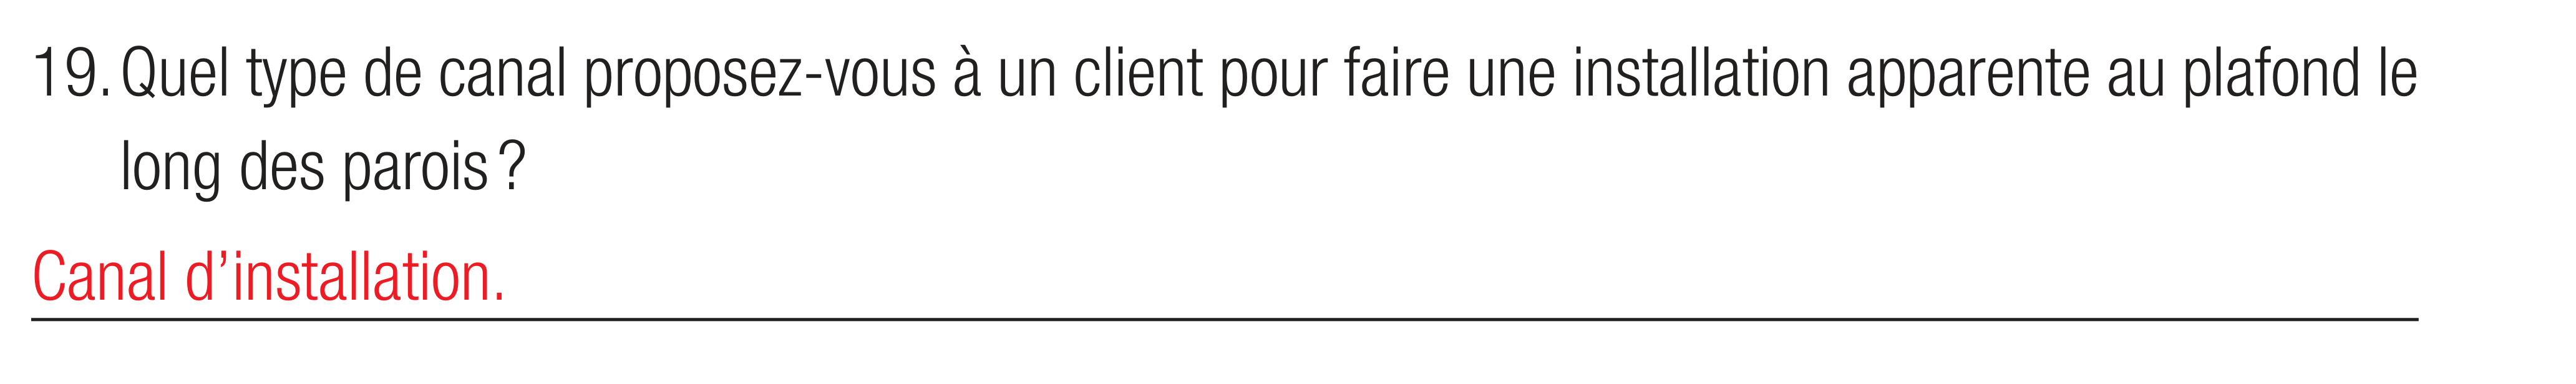 19. Quel type de canal proposez-vous à un client pour faire une installation apparente au plafond le
long des parois ?
Canal d’installation.